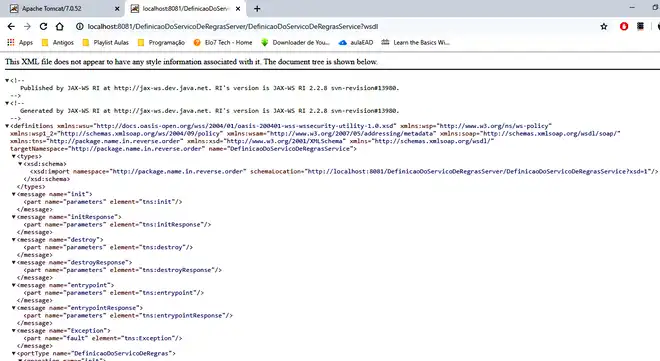 Apache Tomcat/7.0.52
localhost:8081/DefinicaoDoServic
localhost:8081/DefinicaoDoServicoDeRegrasServer/DefinicaoDoServicoDeRegrasService?wsdl
Apps
Antigos
Playlist Aulas
Programação
Elo7 Tech - Home
Downloader de You...
aulaEAD
Learn the Basics Wi...
This XML file does not appear to have any style information associated with it. The document tree is shown below.
▼<!--
Published by JAX-WS RI at http://jax-ws.dev.java.net. RI's version is JAX-WS RI 2.2.8 svn-revision#13980.
-->
▼<!--
Generated by JAX-WS RI at http://jax-ws.dev.java.net. RI's version is JAX-WS RI 2.2.8 svn-revision#13980.
-->
▼<definitions xmlns:wsu="http://docs.oasis-open.org/wss/2004/01/oasis-200401-wss-wssecurity-utility-1.0.xsd" xmlns:wsp="http://www.w3.org/ns/ws-policy"
xmlns:wsp1_2="http://schemas.xmlsoap.org/ws/2004/09/policy" xmlns:wsam="http://www.w3.org/2007/05/addressing/metadata" xmlns:soap="http://schemas.xmlsoap.org/wsdl/soap/"
xmlns:tns="http://package.name.in.reverse.order" xmlns:xsd="http://www.w3.org/2001/XMLSchema" xmlns="http://schemas.xmlsoap.org/wsdl/"
targetNamespace="http://package.name.in.reverse.order" name="DefinicaoDoServicoDeRegrasService">
▼<types>
▼<xsd:schema>
<xsd:import namespace="http://package.name.in.reverse.order" schemaLocation="http://localhost:8081/DefinicaoDoServicoDeRegrasServer/DefinicaoDoServicoDeRegrasService?xsd=1"/>
</xsd:schema>
</types>
▼<message name="init">
<part name="parameters" element="tns:init"/>
</message>
▼<message name="initResponse">
<part name="parameters" element="tns:initResponse"/>
</message>
▼<message name="destroy">
<part name="parameters" element="tns:destroy"/>
</message>
▼<message name="destroyResponse">
<part name="parameters" element="tns:destroyResponse"/>
</message>
▼<message name="entrypoint">
<part name="parameters" element="tns:entrypoint"/>
</message>
▼<message name="entrypointResponse">
<part name="parameters" element="tns:entrypointResponse"/>
</message>
▼<message name="Exception">
<part name="fault" element="tns:Exception"/>
</message>
▼<portType name="DefinicaoDoServicoDeRegras">